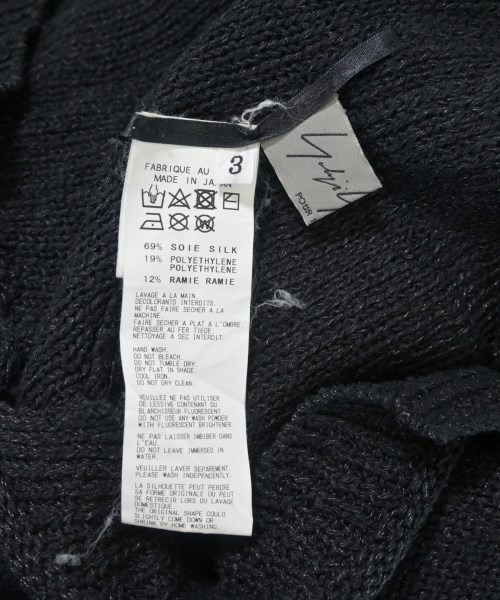 3
FABRIQUE AU
MADE IN JAPAN
69% SOIE SILK
19% POLYETHYLENE
POLYETHYLENE
12% RAMIE RAMIE
LAVAGE A LA MAIN.
DECOLORANTS INTERDITS.
NE PAS FAIRE SECHER A LA
MACHINE.
FAIRE SECHER A PLAT A L'OMBRE.
REPASSER AU FER TIEDE
NETTOYAGE A SEC INTERDIT.
HAND WASH.
DO NOT BLEACH.
DO NOT TUMBLE DRY.
DRY FLAT IN SHADE.
COOL IRON.
DO NOT DRY CLEAN.
VEUILLEZ NE PAS UTILISER
DE LESSIVE CONTENANT DU
BLANCHISSEUR FLUORESCENT.
DO NOT USE ANY WASH POWDER
WITH FLUORESCENT BRIGHTENER.
NE PAS LAISSER IMBIBER DANS
L'EAU.
DO NOT LEAVE IMMERSED IN
WATER.
VEUILLER LAVER SEPAREMENT.
PLEASE WASH INDEPENDENTLY.
LA SILHOUETTE PEUT PERDRE
SA FORME ORIGINALE OU PEUT
SE RETRECIR LORS DU LAVAGE
DOMESTIQUE.
THE ORIGINAL SHAPE COULD
SLIGHTLY COME DOWN OR
SHRINK BY HOME WASHING.
POUR